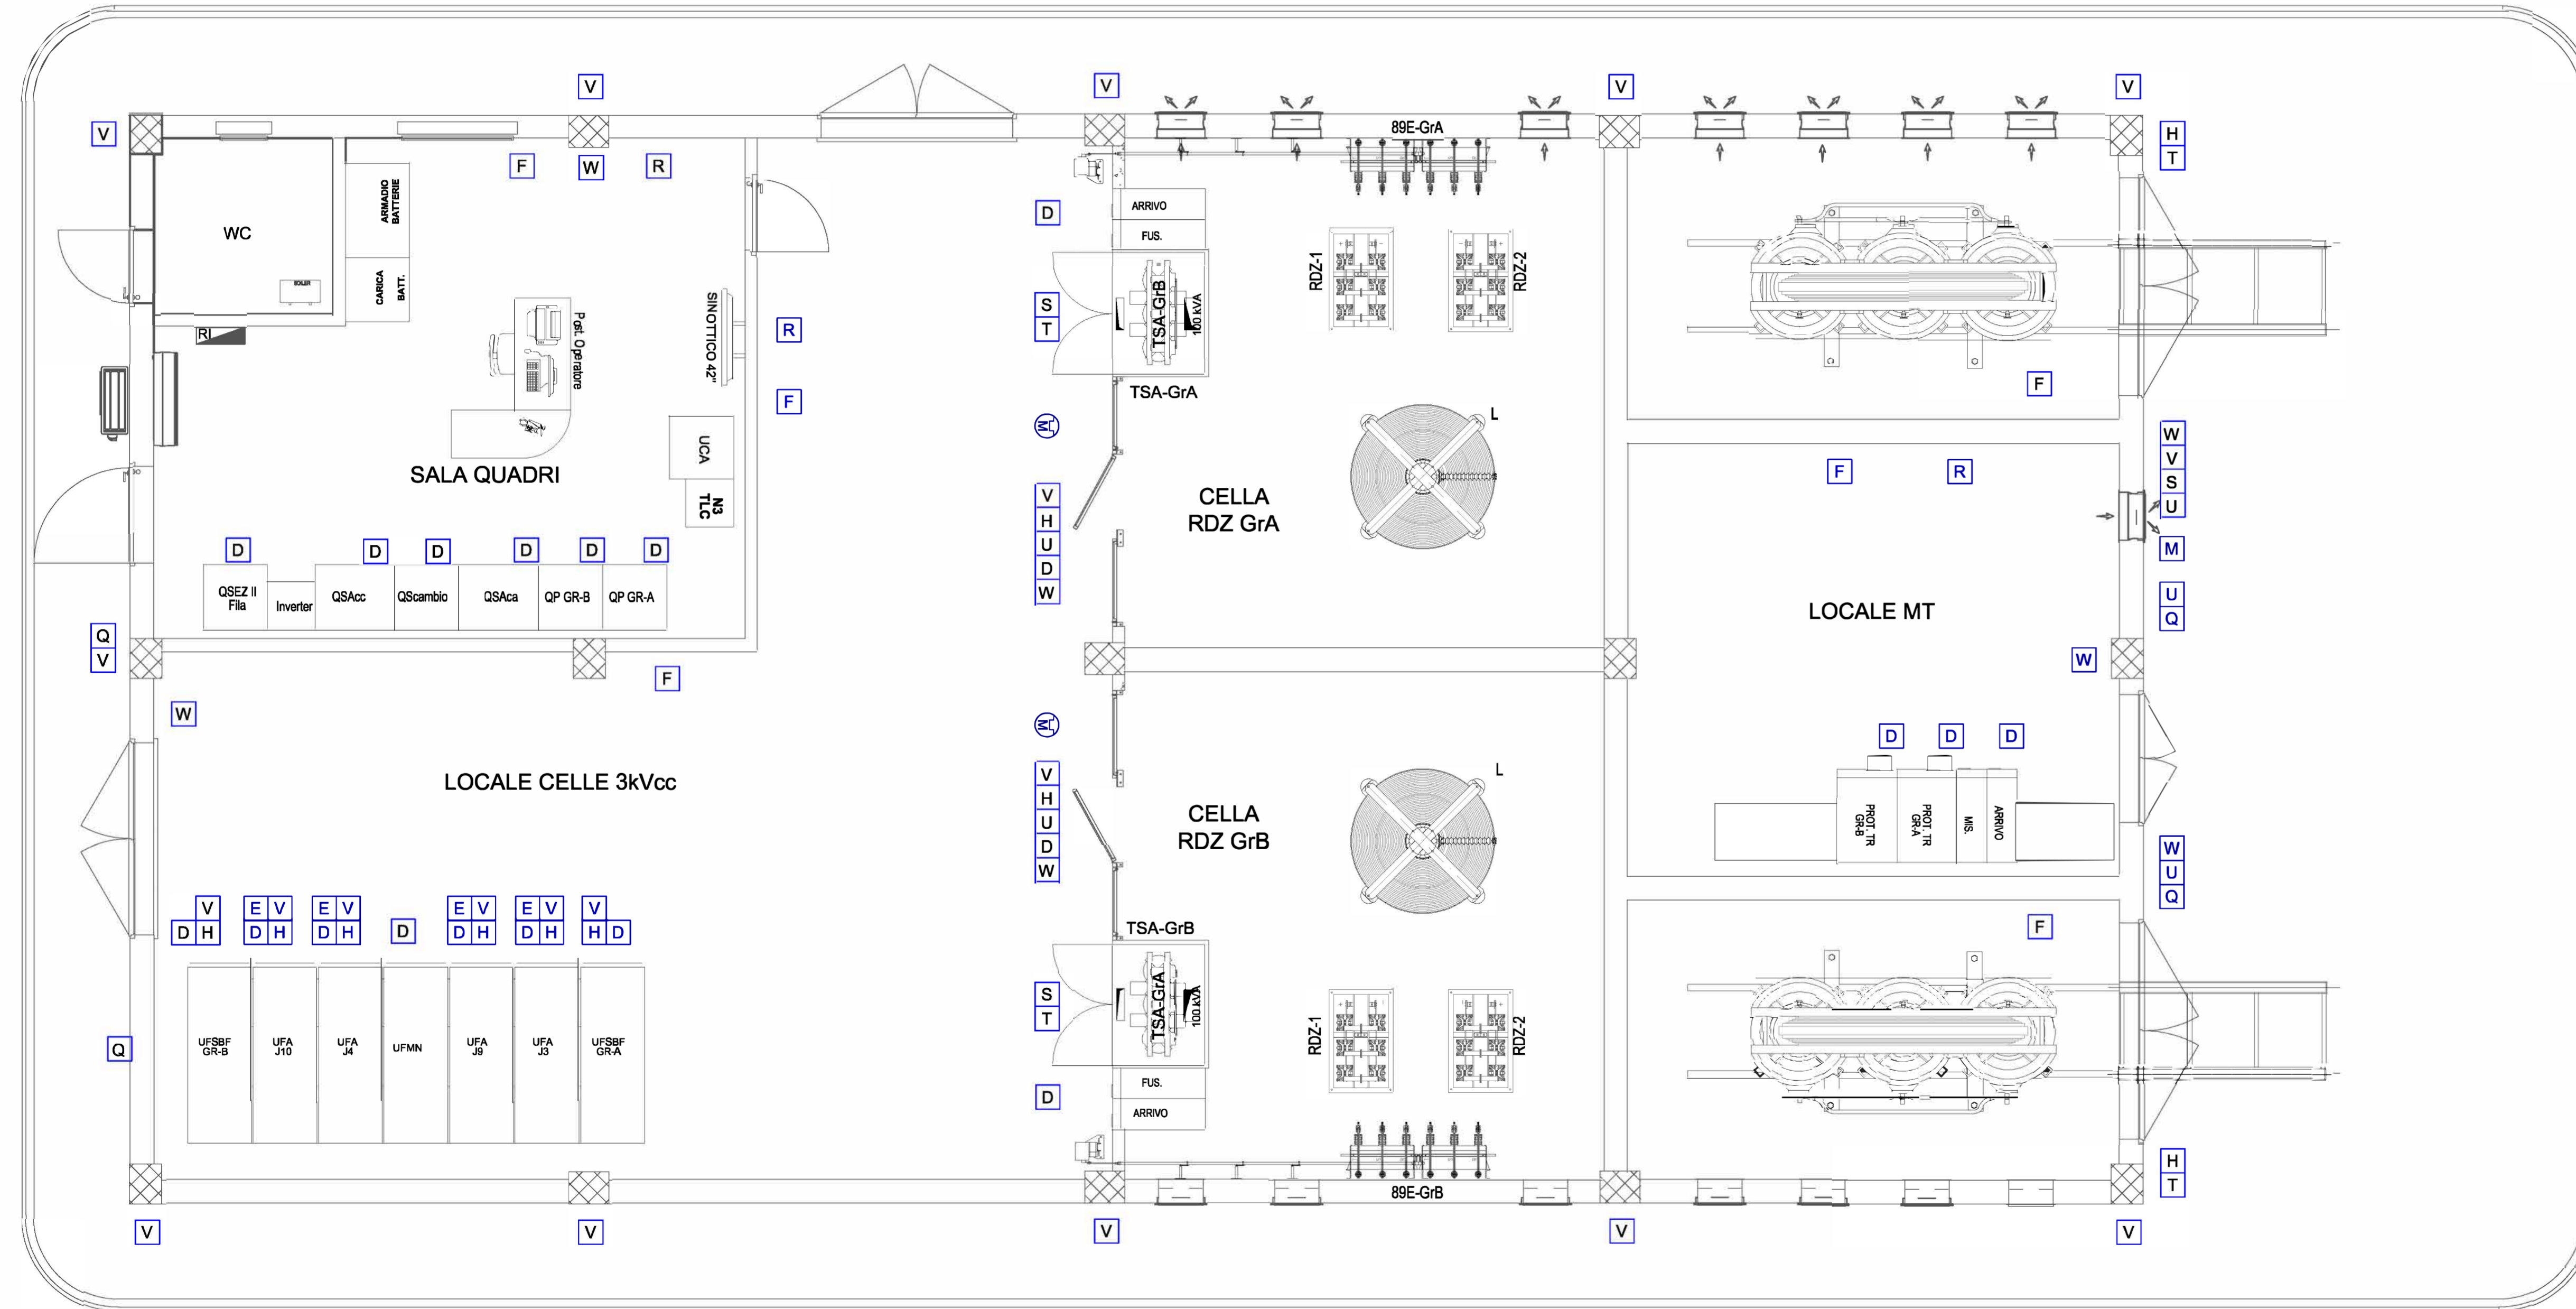 V
V
V
V
V
H
T
F
W
R
89E-GrA
WC
BOILER
ARMADIO
BATTERIE
CARICA
BATT.
RI
Post. Operatore
SINOTTICO 42"
R
F
UCA
N3
TLC
SALA QUADRI
D
D
D
D
D
D
QSEZ II
Fila
Inverter
QSAcc
QScambio
QSAca
QP GR-B
QP GR-A
D
ARRIVO
FUS.
S
T
TSA-GrB
100.kVA
TSA-GrA
M
V
H
U
D
W
RDZ-1
RDZ-2
L
CELLA
RDZ GrA
F
F
R
W
V
S
U
M
U
Q
LOCALE MT
W
Q
V
W
F
LOCALE CELLE 3kVcc
M
V
H
U
D
W
L
CELLA
RDZ GrB
D
D
D
PROT. TR
GR-B
PROT. TR
GR-A
MIS.
ARRIVO
W
U
Q
F
V
D H
E V
D H
E V
D H
D
E V
D H
E V
D H
V
H D
UFSBF
GR-B
UFA
J10
UFA
J4
UFMN
UFA
J9
UFA
J3
UFSBF
GR-A
Q
TSA-GrB
S
T
TSA-GrA
100.kVA
D
FUS.
ARRIVO
RDZ-1
RDZ-2
89E-GrB
H
T
V
V
V
V
V